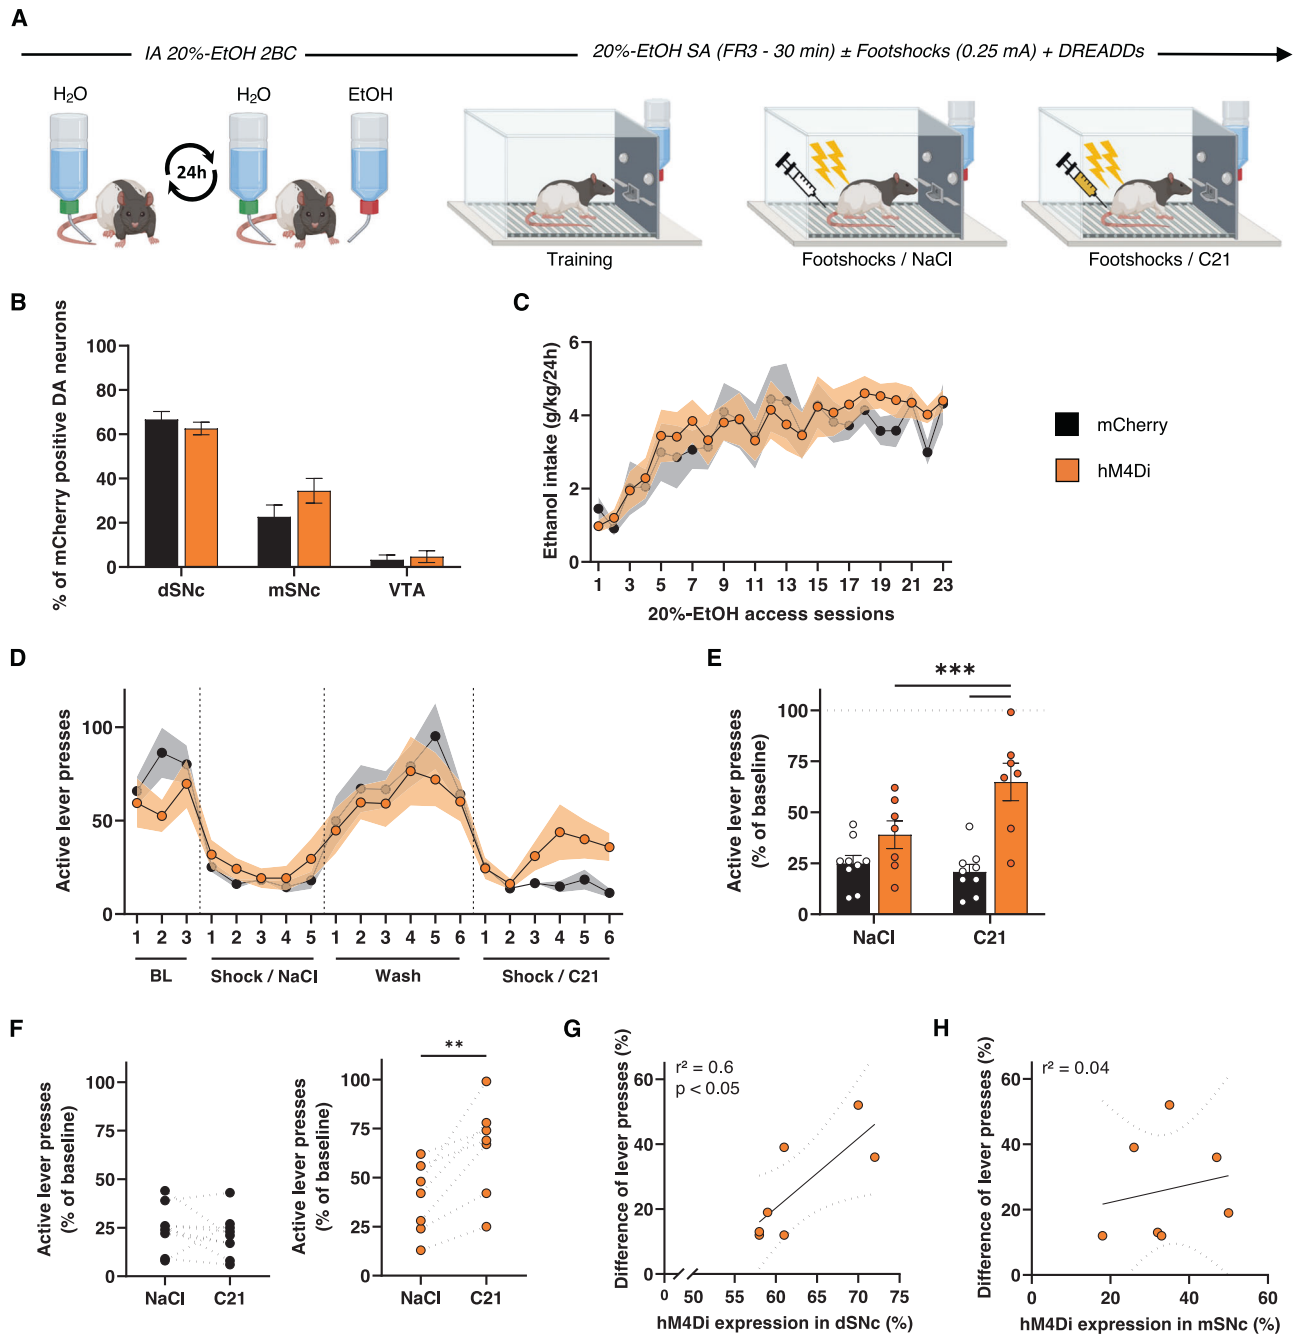 A
IA 20%-EtOH 2BC
20%-EtOH SA (FR3 - 30 min) ± Footshocks (0.25 mA) + DREADDs
H₂O
H₂O
EtOH
24h
Training
Footshocks / NaCl
Footshocks / C21
B
% of mCherry positive DA neurons
100
80
60
40
20
0
dSNc
mSNc
VTA
C
Ethanol intake (g/kg/24h)
6
4
2
0
1 3 5 7 9 11 13 15 17 19 21 23
20%-EtOH access sessions
mCherry
hM4Di
D
Active lever presses
100
50
0
1 2 3 1 2 3 4 5 1 2 3 4 5 6 1 2 3 4 5 6
BL
Shock / NaCl
Wash
Shock / C21
E
Active lever presses
(% of baseline)
100
75
50
25
0
***
NaCl
C21
F
Active lever presses
(% of baseline)
100
75
50
25
0
NaCl C21
Active lever presses
(% of baseline)
100
75
50
25
0
**
NaCl C21
G
Difference of lever presses (%)
r² = 0.6
p < 0.05
60
40
20
0
0 50 55 60 65 70 75
hM4Di expression in dSNc (%)
H
Difference of lever presses (%)
r² = 0.04
60
40
20
0
0 20 40 60
hM4Di expression in mSNc (%)